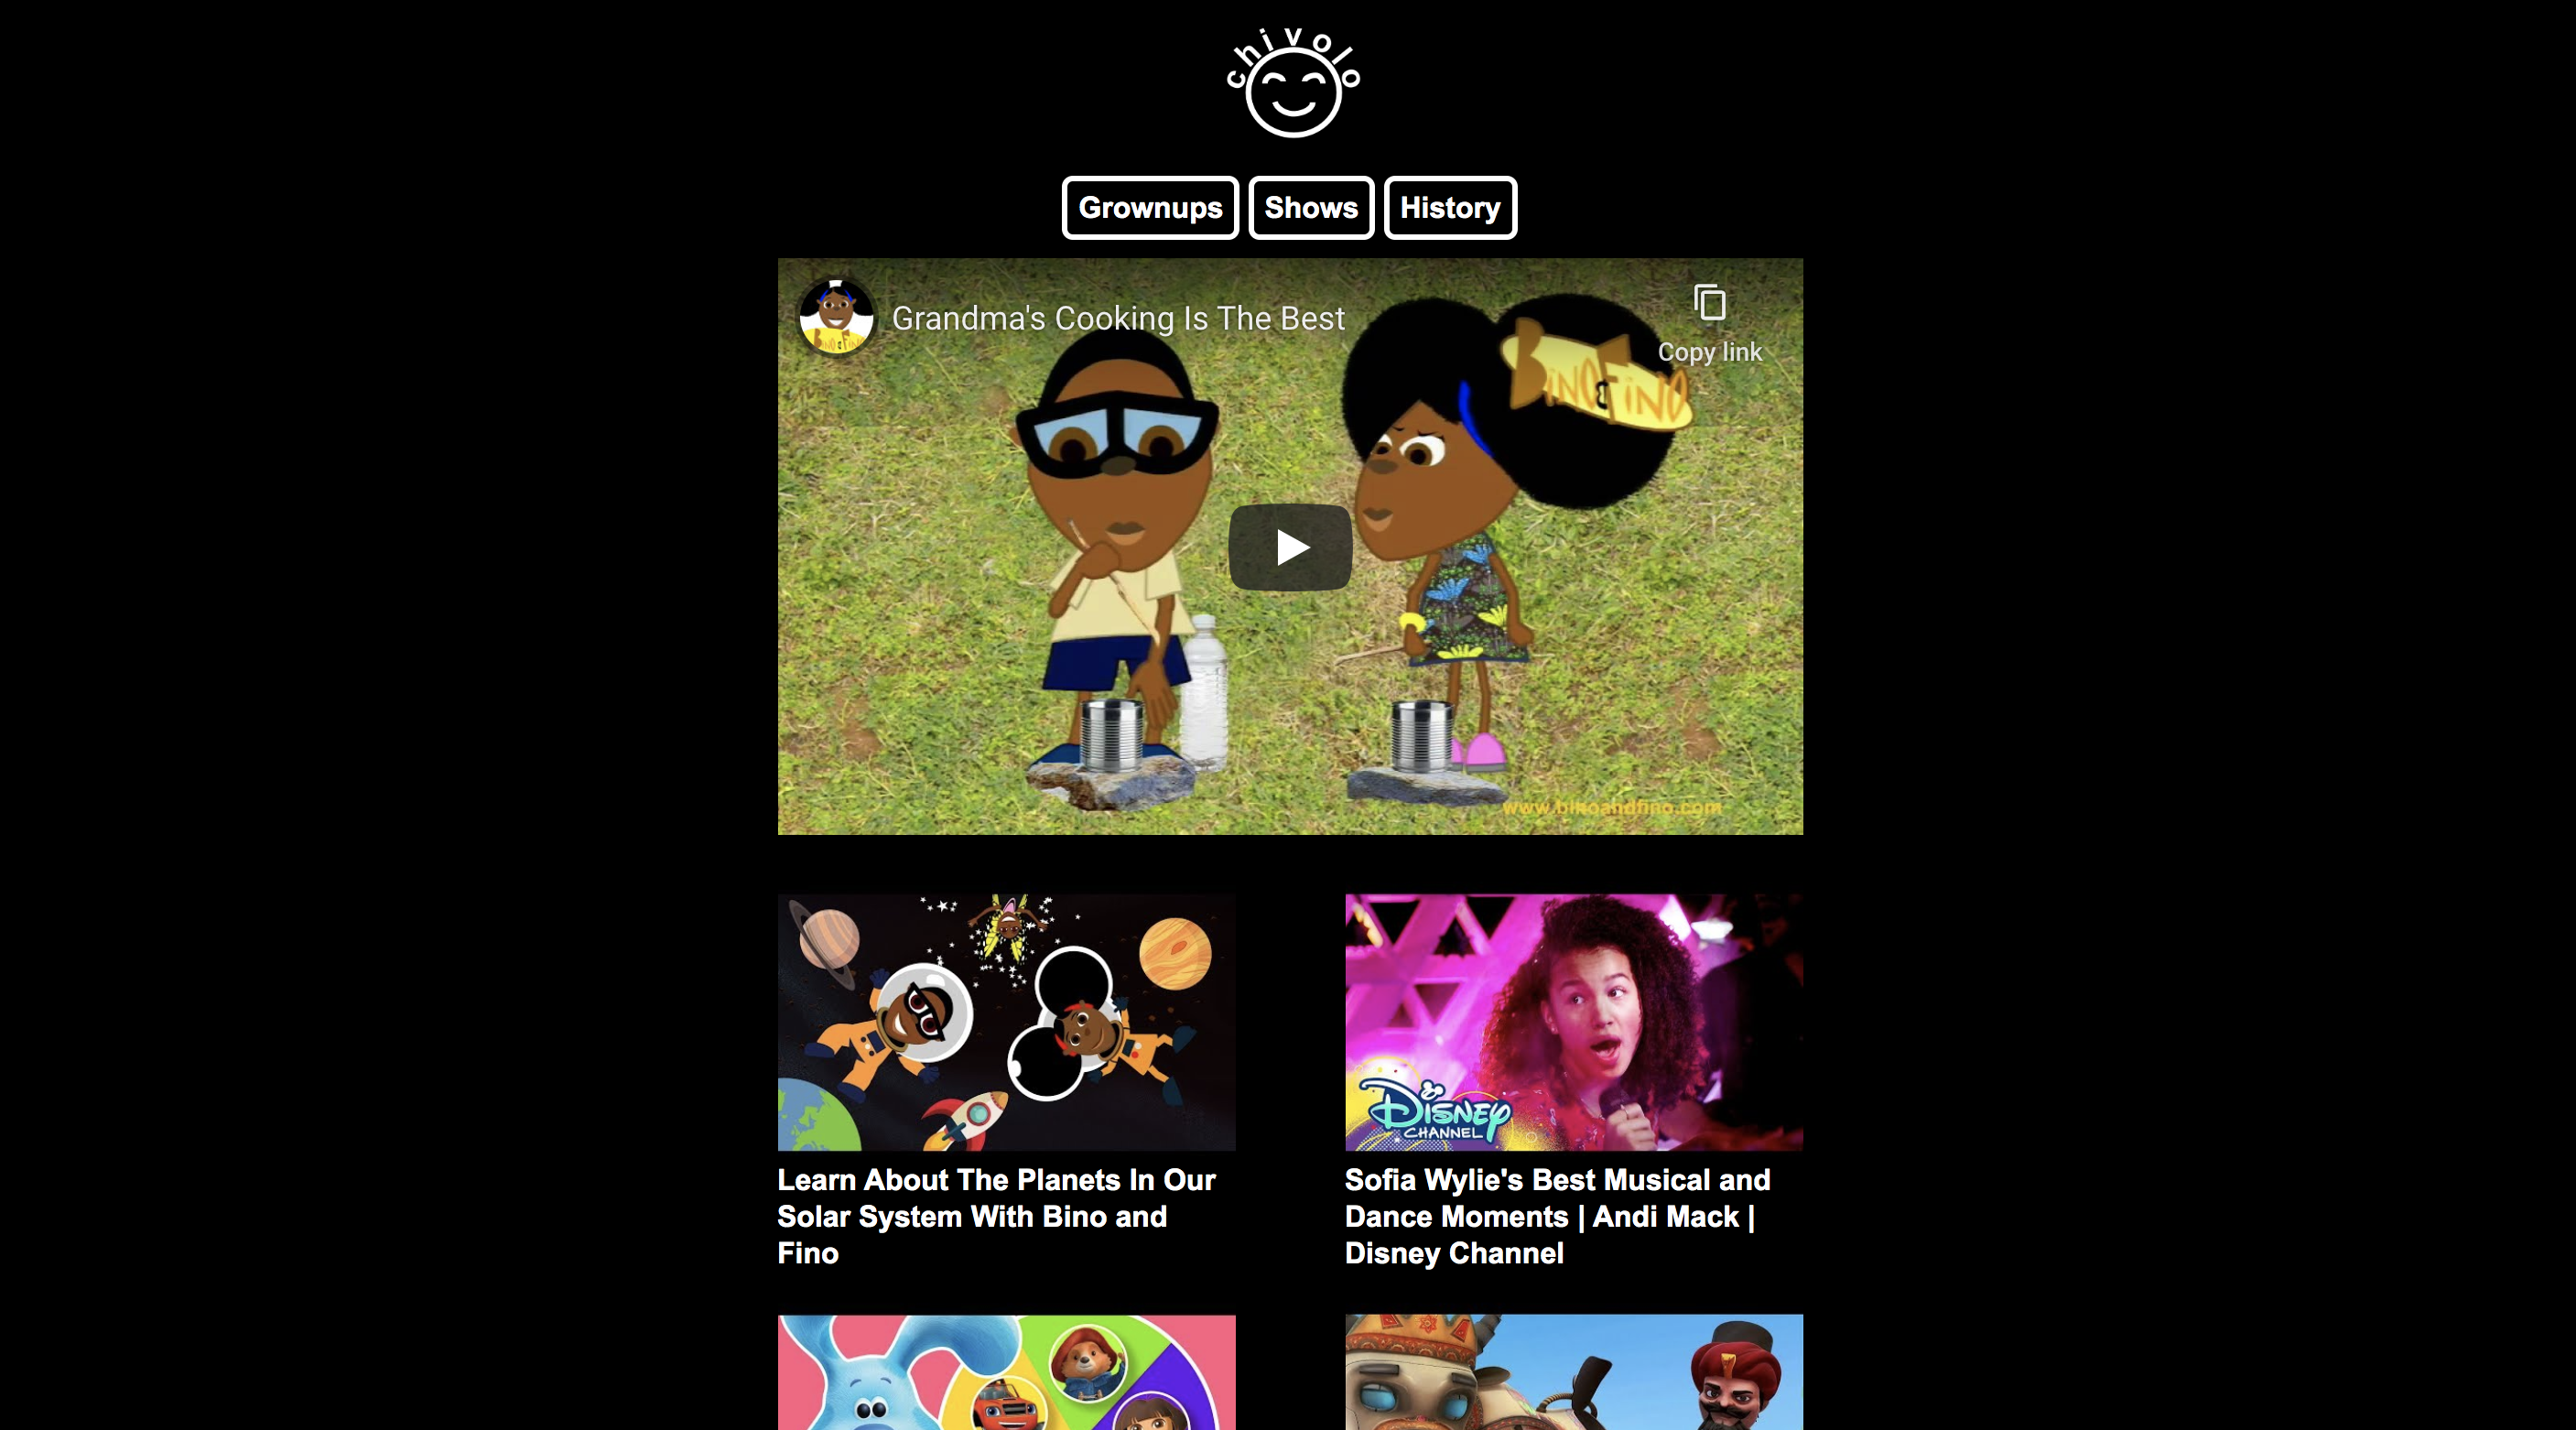 chivolo
Grownups Shows History
Grandma's Cooking Is The Best
Copy link
BINO & FINO
BINO & FINO
www.binoandfino.com
DISNEY
CHANNEL
Learn About The Planets In Our
Solar System With Bino and
Fino
Sofia Wylie's Best Musical and
Dance Moments | Andi Mack |
Disney Channel